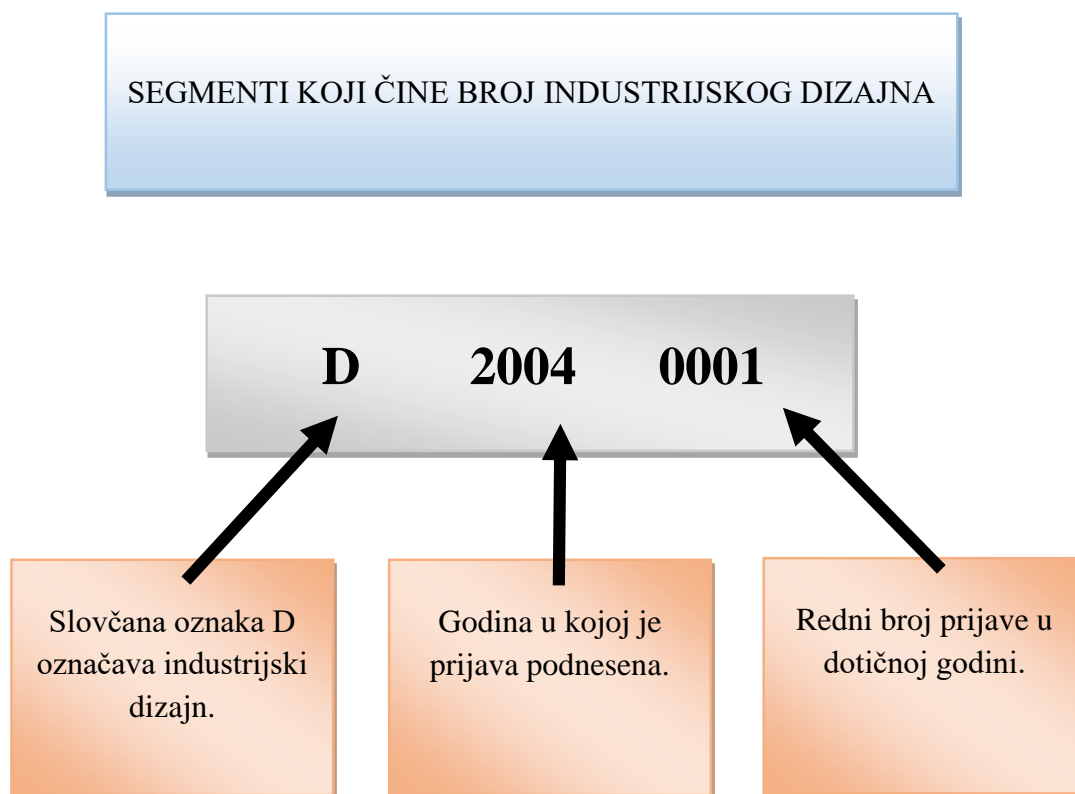 SEGMENTI KOJI ČINE BROJ INDUSTRIJSKOG DIZAJNA
D 2004 0001
Slovčana oznaka D
označava industrijski
dizajn.
Godina u kojoj je
prijava podnesena.
Redni broj prijave u
dotičnoj godini.